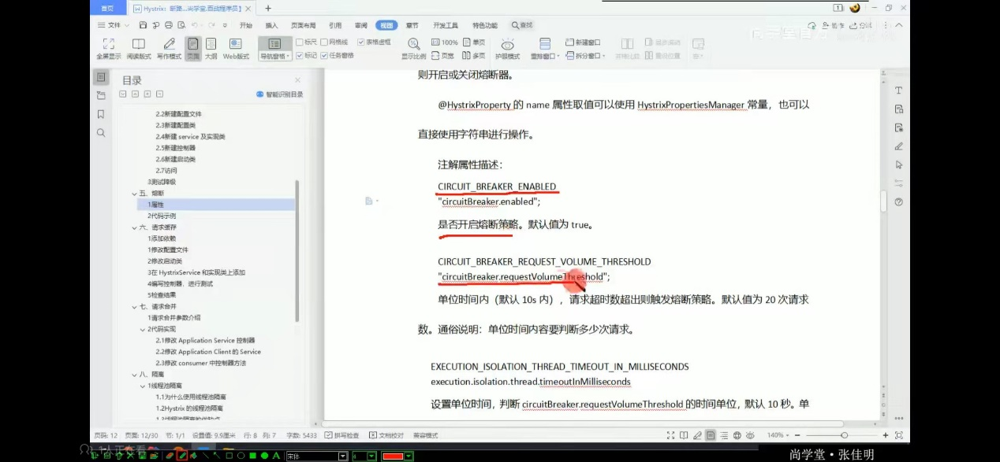 首页
Hystrix: 新建...尚学堂.百战程序员】
文件
开始
插入
页面布局
引用
审阅
视图
章节
开发工具
特色功能
查找
全屏显示
阅读版式
写作模式
页面
大纲
Web版式
导航窗格
标尺
网格线
表格虚框
标记
任务窗格
显示比例
100%
单页
页宽
多页
护眼模式
重排窗口
新建窗口
拆分窗口
目录
智能识别目录
2.2新建配置文件
2.3新建配置类
2.4新建 service 及实现类
2.5新建控制器
2.6新建启动类
2.7访问
3测试降级
五、熔断
1属性
2代码示例
六、请求缓存
1添加依赖
1修改配置文件
2修改启动类
3在 HystrixService 和实现类上添加
4编写控制器，进行测试
5检查结果
七、请求合并
1请求合并参数介绍
2代码实现
2.1修改 Application Service 控制器
2.2修改 Application Client 的 Service
2.3修改 consumer 中控制器方法
八、隔离
1线程池隔离
1.1为什么使用线程池隔离
1.2Hystrix 的线程池隔离
1.3线程池隔离的优缺点
则开启或关闭熔断器。
@HystrixProperty 的 name 属性取值可以使用 HystrixPropertiesManager 常量，也可以
直接使用字符串进行操作。
注解属性描述：
CIRCUIT_BREAKER_ENABLED
"circuitBreaker.enabled";
是否开启熔断策略。默认值为 true。
CIRCUIT_BREAKER_REQUEST_VOLUME_THRESHOLD
"circuitBreaker.requestVolumeThreshold";
单位时间内（默认 10s 内），请求超时数超出则触发熔断策略。默认值为 20 次请求
数。通俗说明：单位时间内容要判断多少次请求。
EXECUTION_ISOLATION_THREAD_TIMEOUT_IN_MILLISECONDS
execution.isolation.thread.timeoutInMilliseconds
设置单位时间，判断 circuitBreaker.requestVolumeThreshold 的时间单位，默认 10 秒。单
页码: 12 页面: 12/30 节: 1/1 设置值: 9.9厘米 行: 8 列: 7 字数: 5433 拼写检查 文档校对 兼容模式
140%
1人正在看
宋体
4
尚学堂·张佳明